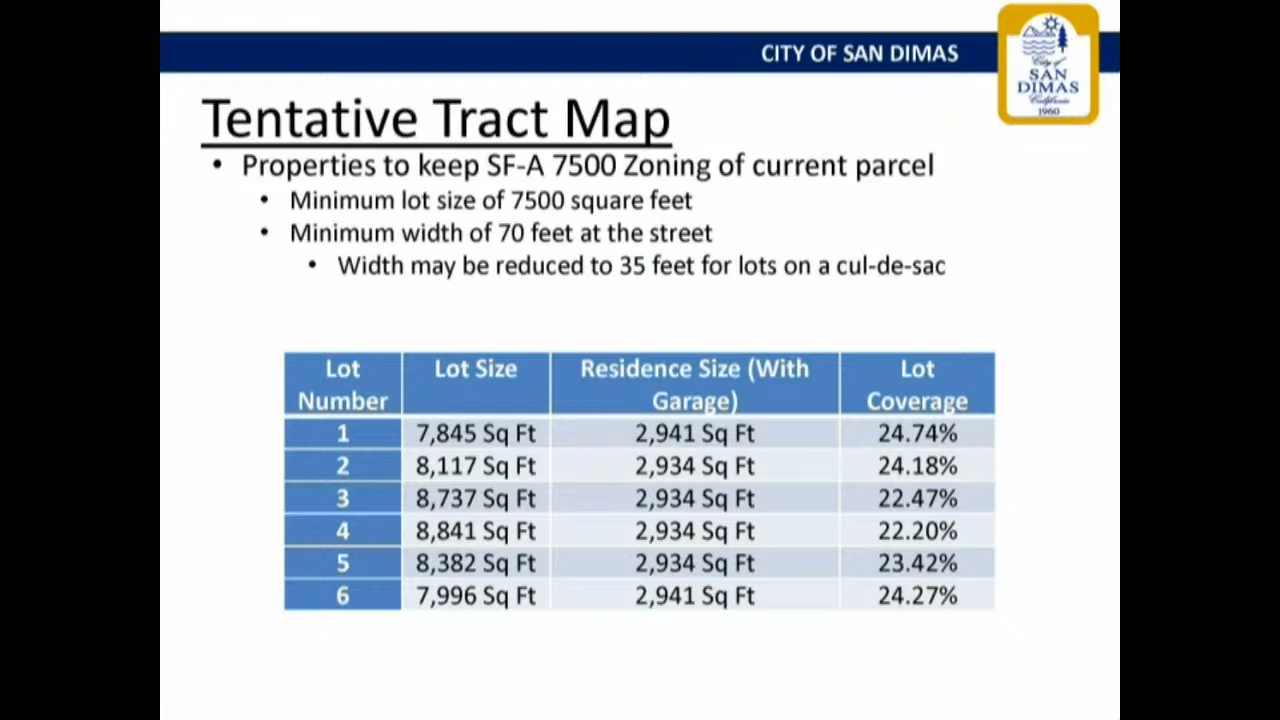 CITY OF SAN DIMAS
City of
SAN
DIMAS
California
1960
Tentative Tract Map
• Properties to keep SF-A 7500 Zoning of current parcel
• Minimum lot size of 7500 square feet
• Minimum width of 70 feet at the street
• Width may be reduced to 35 feet for lots on a cul-de-sac
Lot Number Lot Size Residence Size (With Garage) Lot Coverage
1 7,845 Sq Ft 2,941 Sq Ft 24.74%
2 8,117 Sq Ft 2,934 Sq Ft 24.18%
3 8,737 Sq Ft 2,934 Sq Ft 22.47%
4 8,841 Sq Ft 2,934 Sq Ft 22.20%
5 8,382 Sq Ft 2,934 Sq Ft 23.42%
6 7,996 Sq Ft 2,941 Sq Ft 24.27%